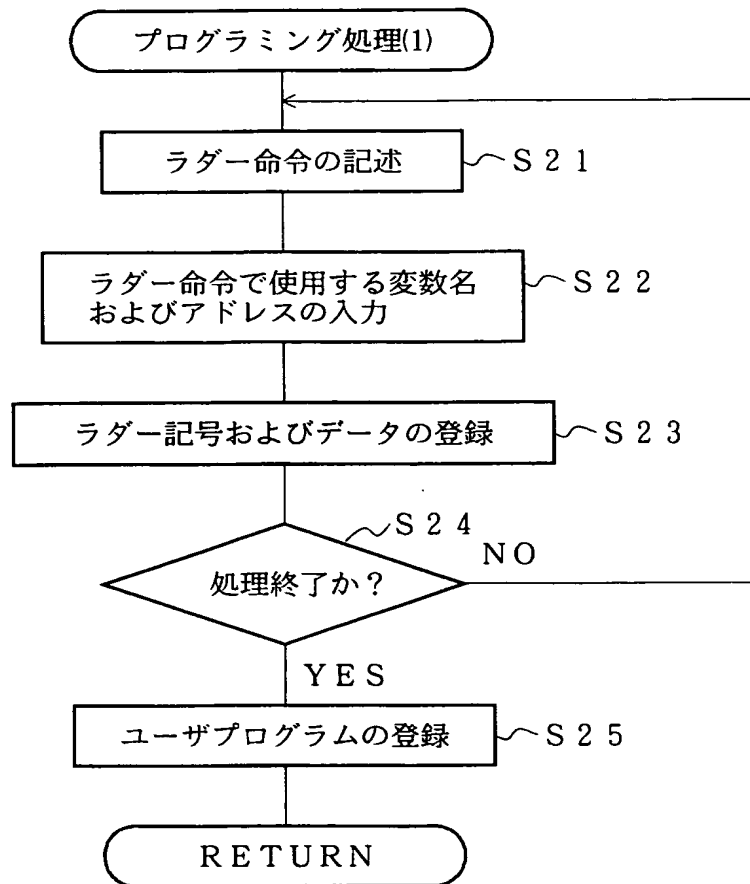 プログラミング処理(1)
ラダー命令の記述
S21
ラダー命令で使用する変数名
およびアドレスの入力
S22
ラダー記号およびデータの登録
S23
S24
処理終了か?
NO
YES
ユーザプログラムの登録
S25
RETURN